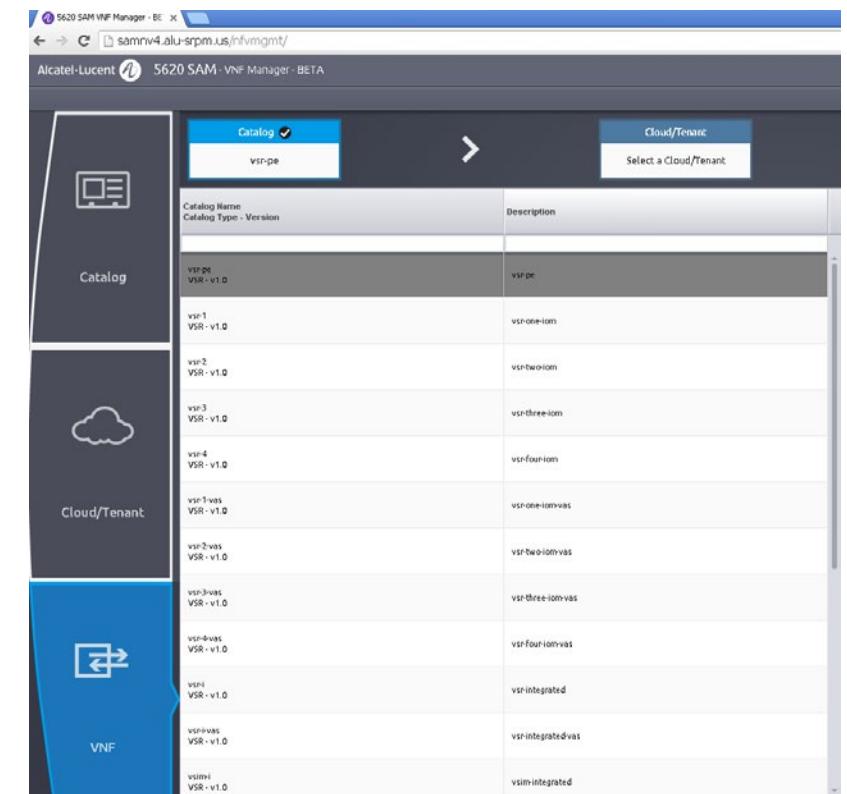 5620 SAM VNF Manager - BE
samnv4.alu-srpm.us/nfvmgmt/
Alcatel-Lucent 5620 SAM - VNF Manager - BETA
Catalog
vsr-pe
Cloud/Tenant
Select a Cloud/Tenant
Catalog Name
Catalog Type - Version
Description
vsr-pe
VSR - v1.0
vsr-pe
vsr-1
VSR - v1.0
vsr-one-iom
vsr-2
VSR - v1.0
vsr-two-iom
vsr-3
VSR - v1.0
vsr-three-iom
vsr-4
VSR - v1.0
vsr-four-iom
vsr-1-vas
VSR - v1.0
vsr-one-iom-vas
vsr-2-vas
VSR - v1.0
vsr-two-iom-vas
vsr-3-vas
VSR - v1.0
vsr-three-iom-vas
vsr-4-vas
VSR - v1.0
vsr-four-iom-vas
vsr-i
VSR - v1.0
vsr-integrated
vsr-i-vas
VSR - v1.0
vsr-integrated-vas
vsim-i
VSR - v1.0
vsim-integrated
Catalog
Cloud/Tenant
VNF